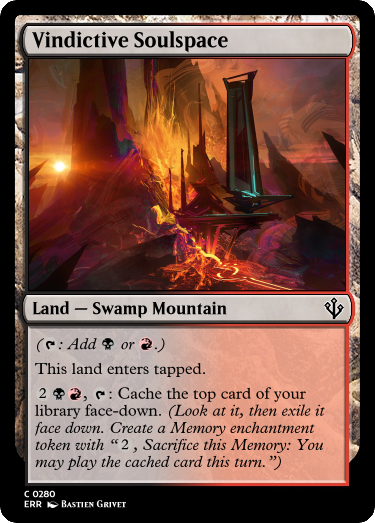 Vindictive Soulspace
Land — Swamp Mountain
(: Add or .)
This land enters tapped.
2 , : Cache the top card of your
library face-down. (Look at it, then exile it
face down. Create a Memory enchantment
token with “ 2 , Sacrifice this Memory: You
may play the cached card this turn.”)
C 0280
ERR Bastien Grivet